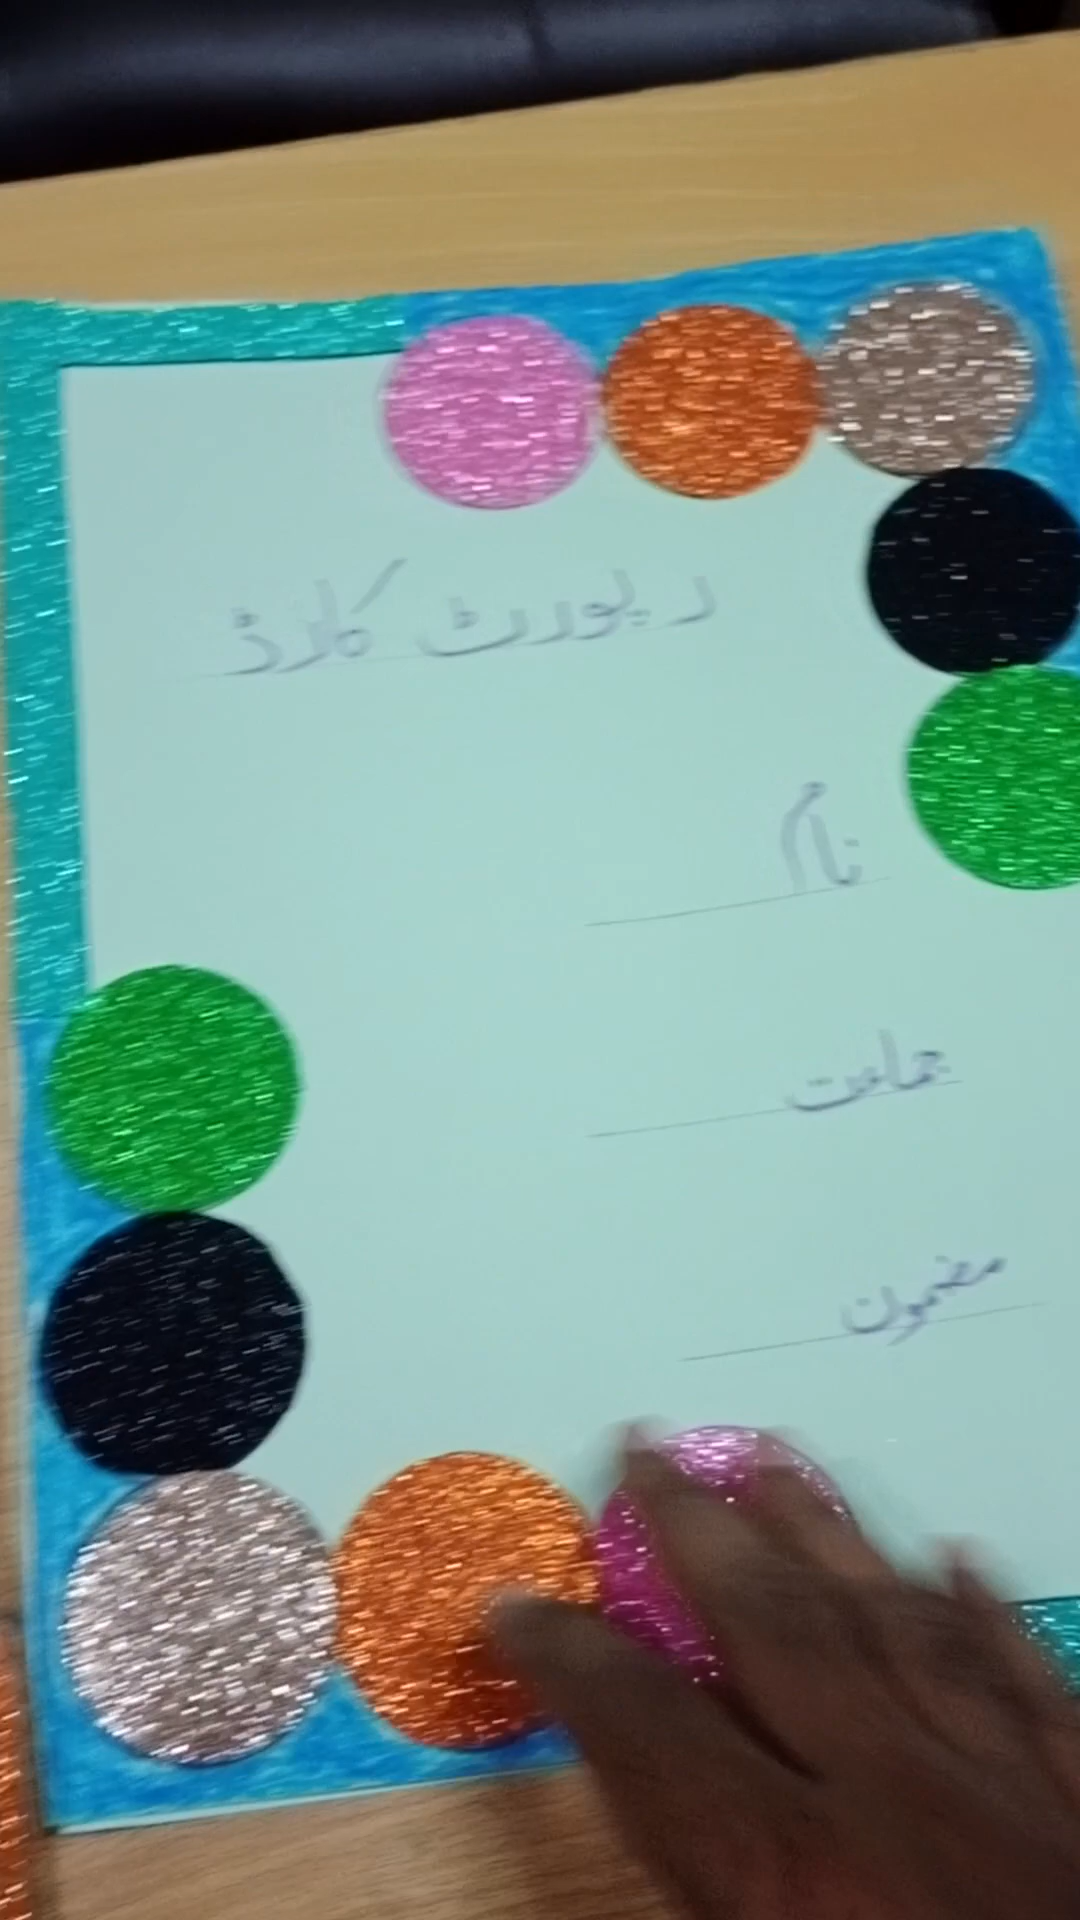 رپورٹ کارڈ
نام
جماعت
مضمون